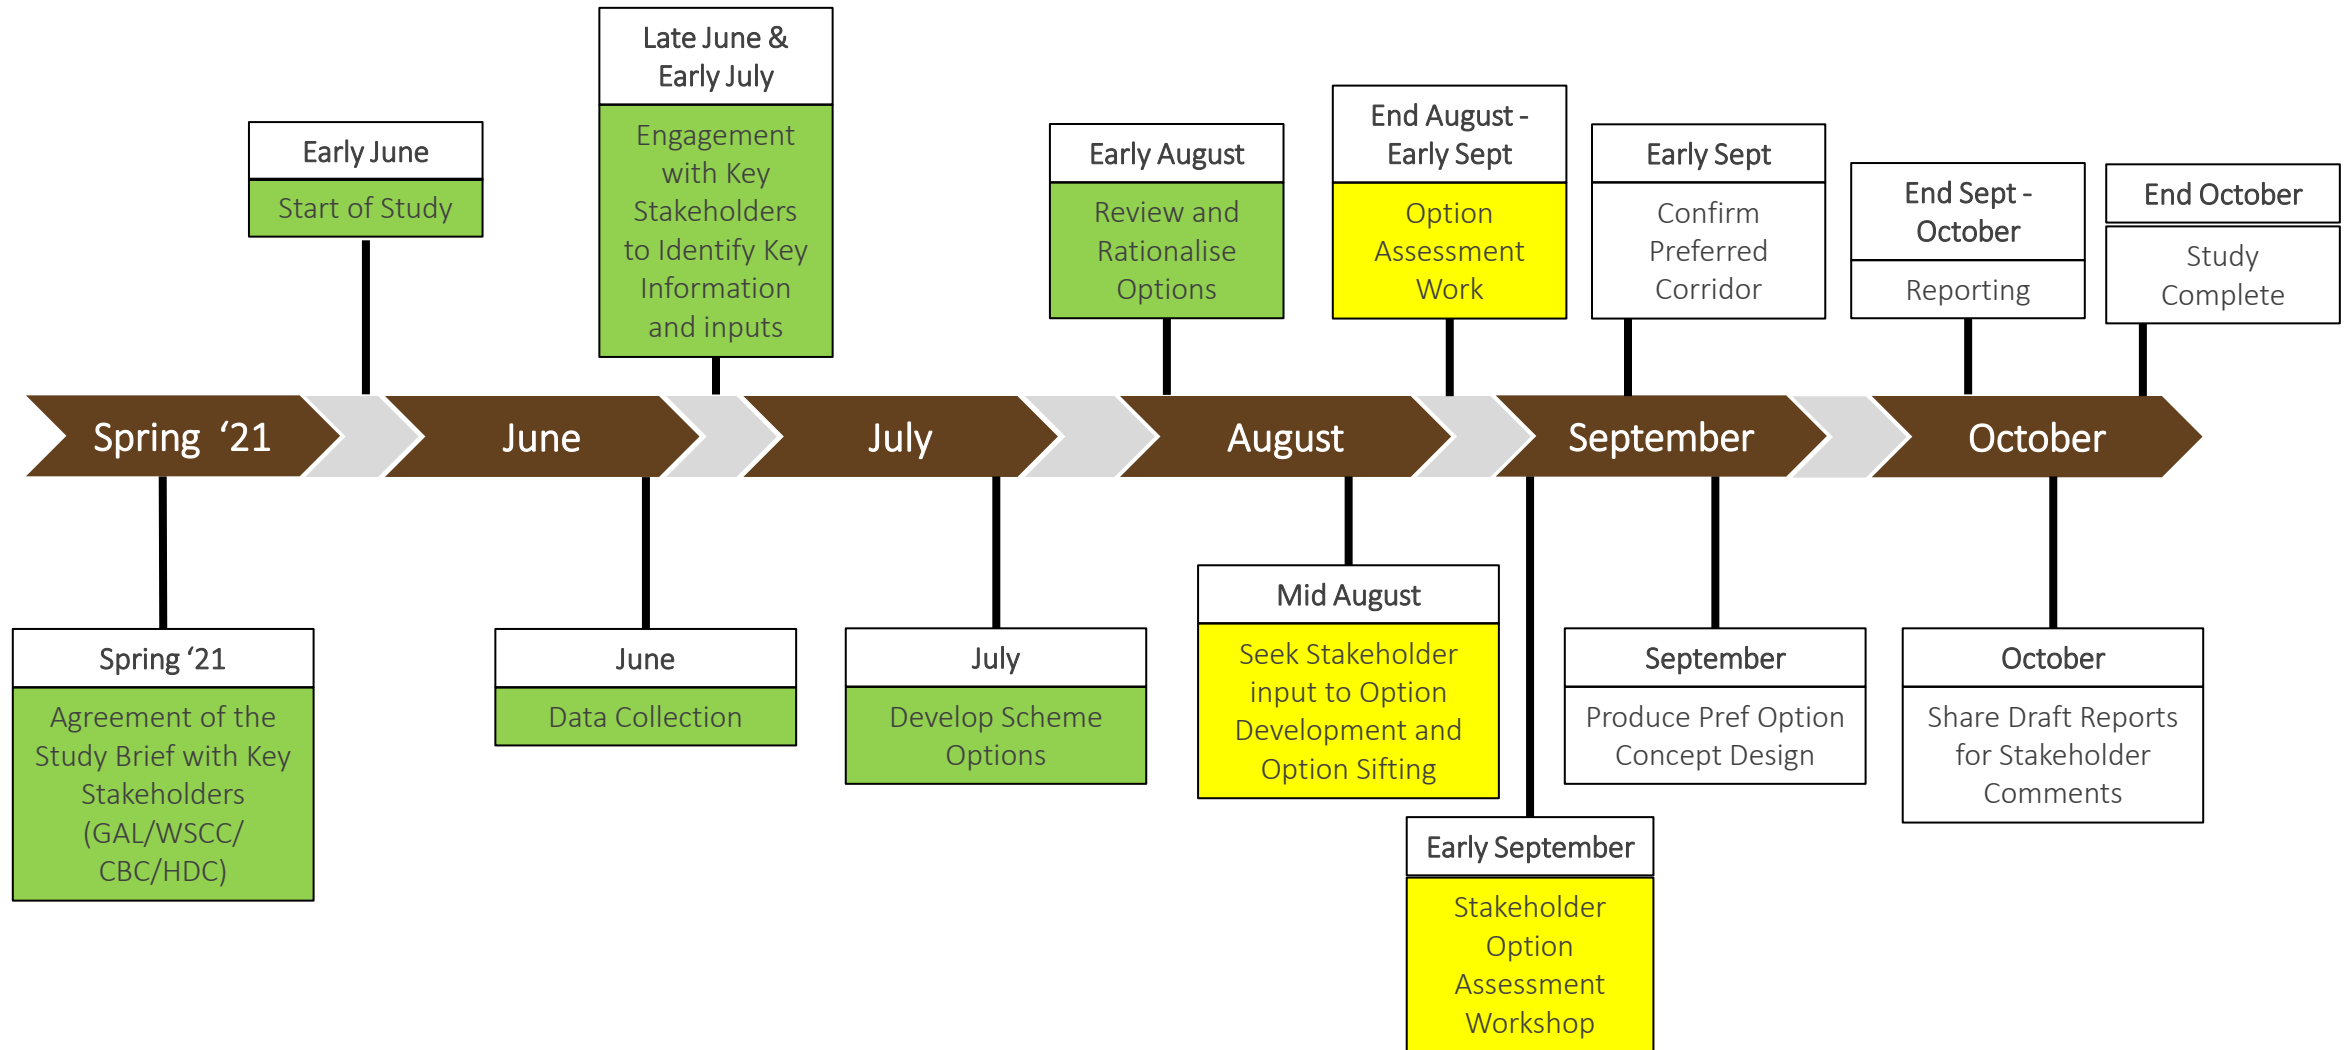 Late June &
Early July
Engagement
with Key
Stakeholders
to Identify Key
Information
and inputs
Early June
Start of Study
Early August
Review and
Rationalise
Options
End August -
Early Sept
Option
Assessment
Work
Early Sept
Confirm
Preferred
Corridor
End Sept -
October
Reporting
End October
Study
Complete
Spring ‘21
June
July
August
September
October
Spring ‘21
Agreement of the
Study Brief with Key
Stakeholders
(GAL/WSCC/
CBC/HDC)
June
Data Collection
July
Develop Scheme
Options
Mid August
Seek Stakeholder
input to Option
Development and
Option Sifting
Early September
Stakeholder
Option
Assessment
Workshop
September
Produce Pref Option
Concept Design
October
Share Draft Reports
for Stakeholder
Comments